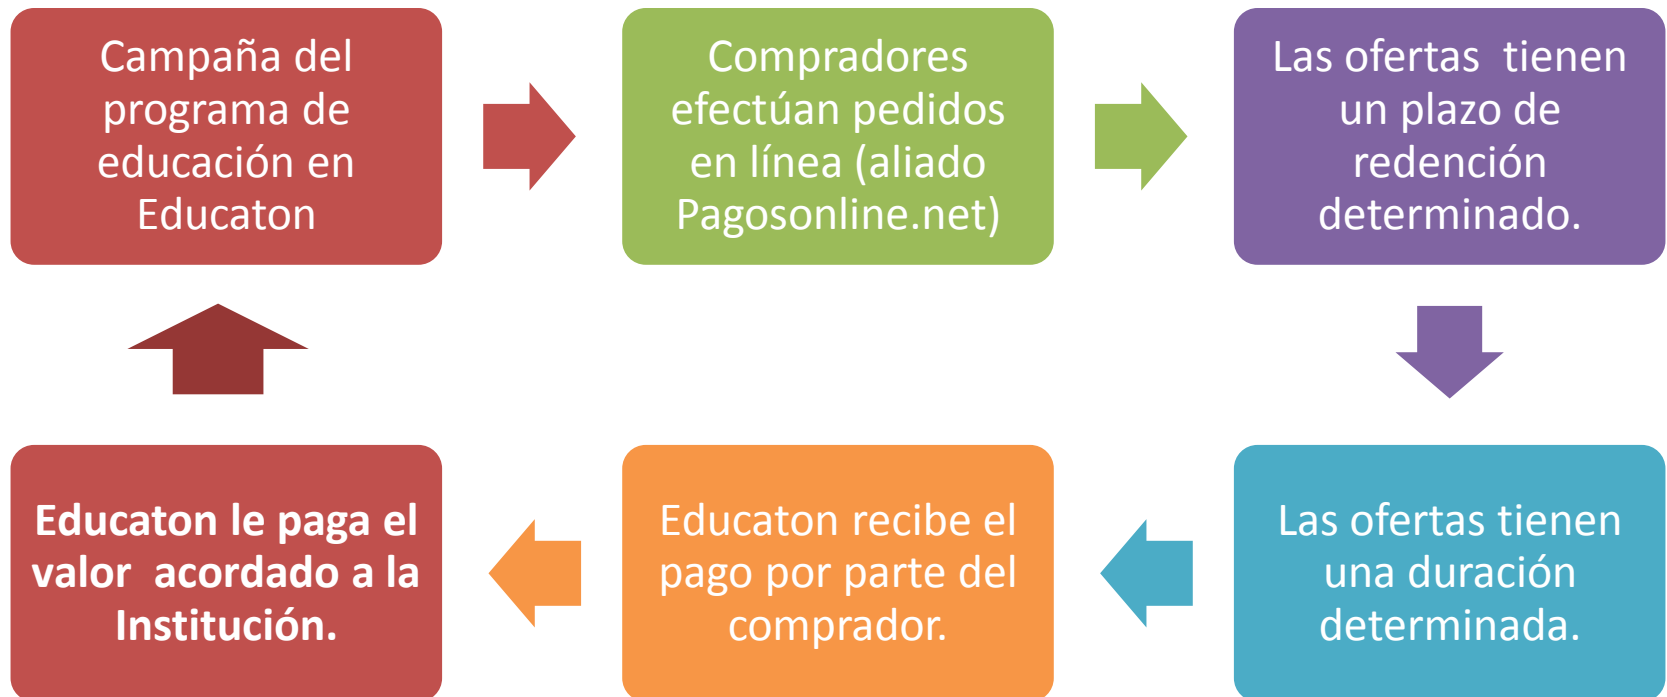 Campaña del
programa de
educación en
Educaton
Compradores
efectúan pedidos
en línea (aliado
Pagosonline.net)
Las ofertas  tienen
un plazo de
redención
determinado.
Las ofertas tienen
una duración
determinada.
Educaton recibe el
pago por parte del
comprador.
Educaton le paga el
valor  acordado a la
Institución.